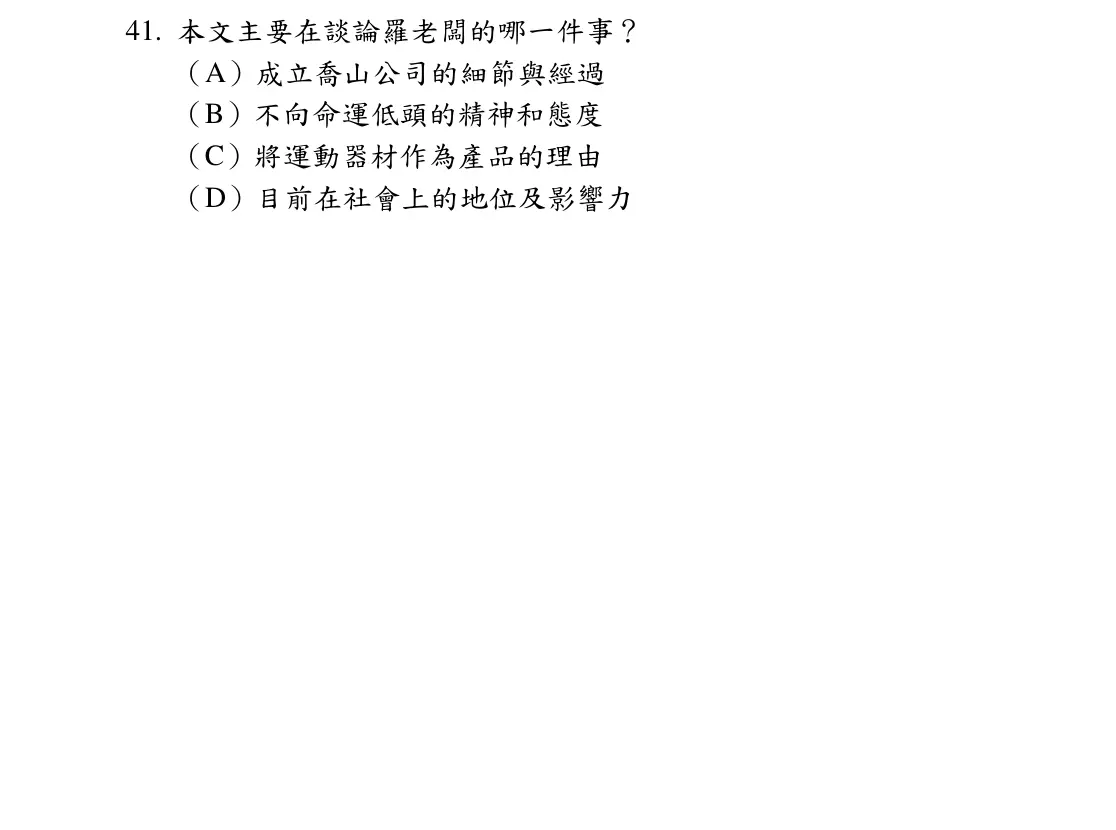 41. 本文主要在談論羅老闆的哪一件事？
（A）成立喬山公司的細節與經過
（B）不向命運低頭的精神和態度
（C）將運動器材作為產品的理由
（D）目前在社會上的地位及影響力